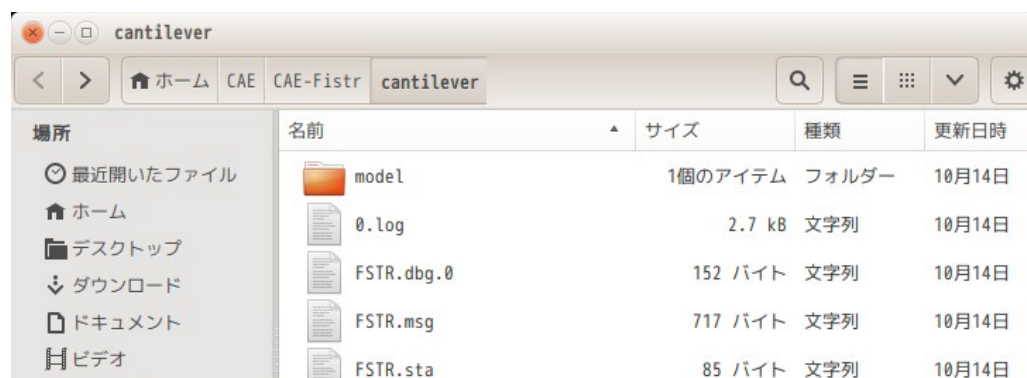 cantilever
ホーム CAE CAE-Fistr cantilever
場所
最近開いたファイル
ホーム
デスクトップ
ダウンロード
ドキュメント
ビデオ
名前 サイズ 種類 更新日時
model 1個のアイテム フォルダー 10月14日
0.log 2.7 kB 文字列 10月14日
FSTR.dbg.0 152 バイト 文字列 10月14日
FSTR.msg 717 バイト 文字列 10月14日
FSTR.sta 85 バイト 文字列 10月14日